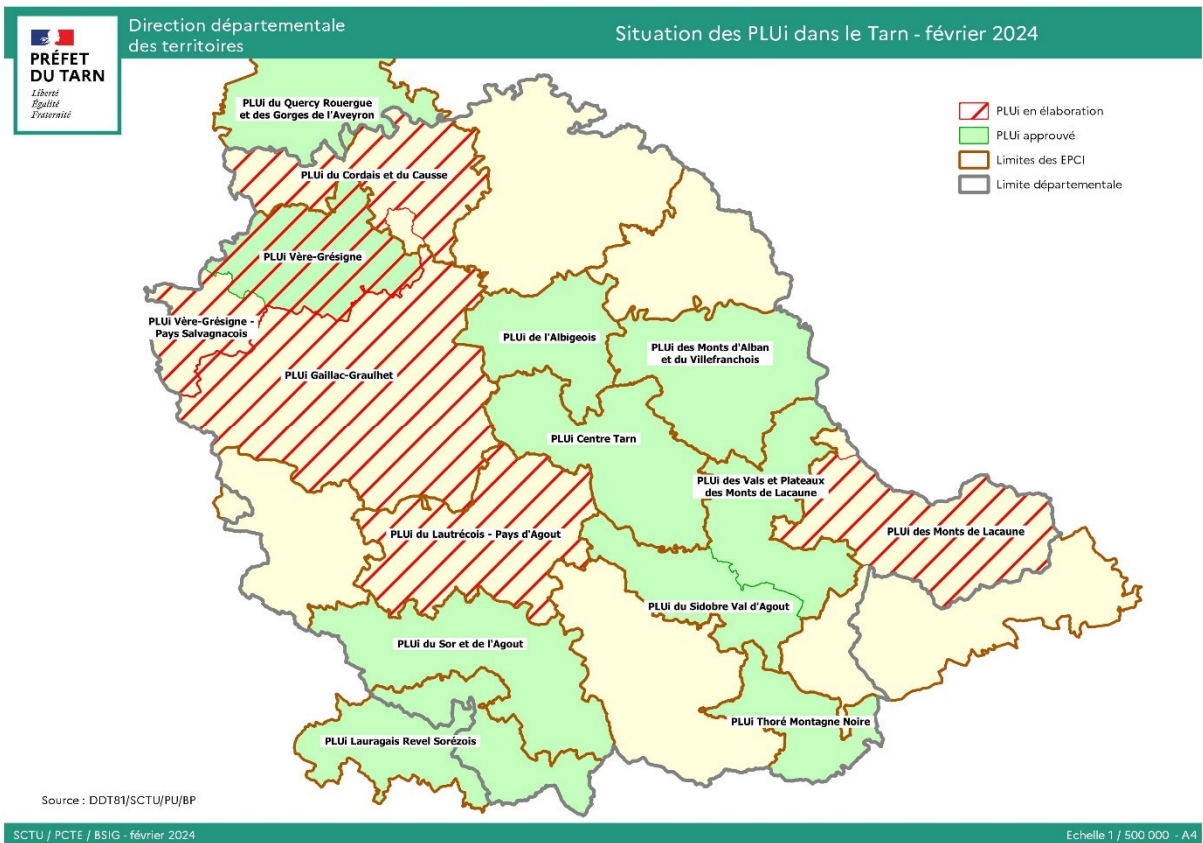 PRÉFET
DU TARN
Liberté
Égalité
Fraternité
Direction départementale
des territoires
Situation des PLUi dans le Tarn - février 2024
PLUi en élaboration
PLUi approuvé
Limites des EPCI
Limite départementale
PLUi du Quercy Rouergue
et des Gorges de l'Aveyron
PLUi du Cordais et du Causse
PLUi Vère-Grésigne
PLUi Vère-Grésigne -
Pays Salvagnacois
PLUi Gaillac-Graulhet
PLUi de l'Albigeois
PLUi des Monts d'Alban
et du Villefranchois
PLUi Centre Tarn
PLUi des Vals et Plateaux
des Monts de Lacaune
PLUi des Monts de Lacaune
PLUi du Lautrécois - Pays d'Agout
PLUi du Sidobre Val d'Agout
PLUi du Sor et de l'Agout
PLUi Thoré Montagne Noire
PLUi Lauragais Revel Sorézois
Source : DDT81/SCTU/PU/BP
SCTU / PCTE / BSIG - février 2024
Echelle 1 / 500 000 - A4